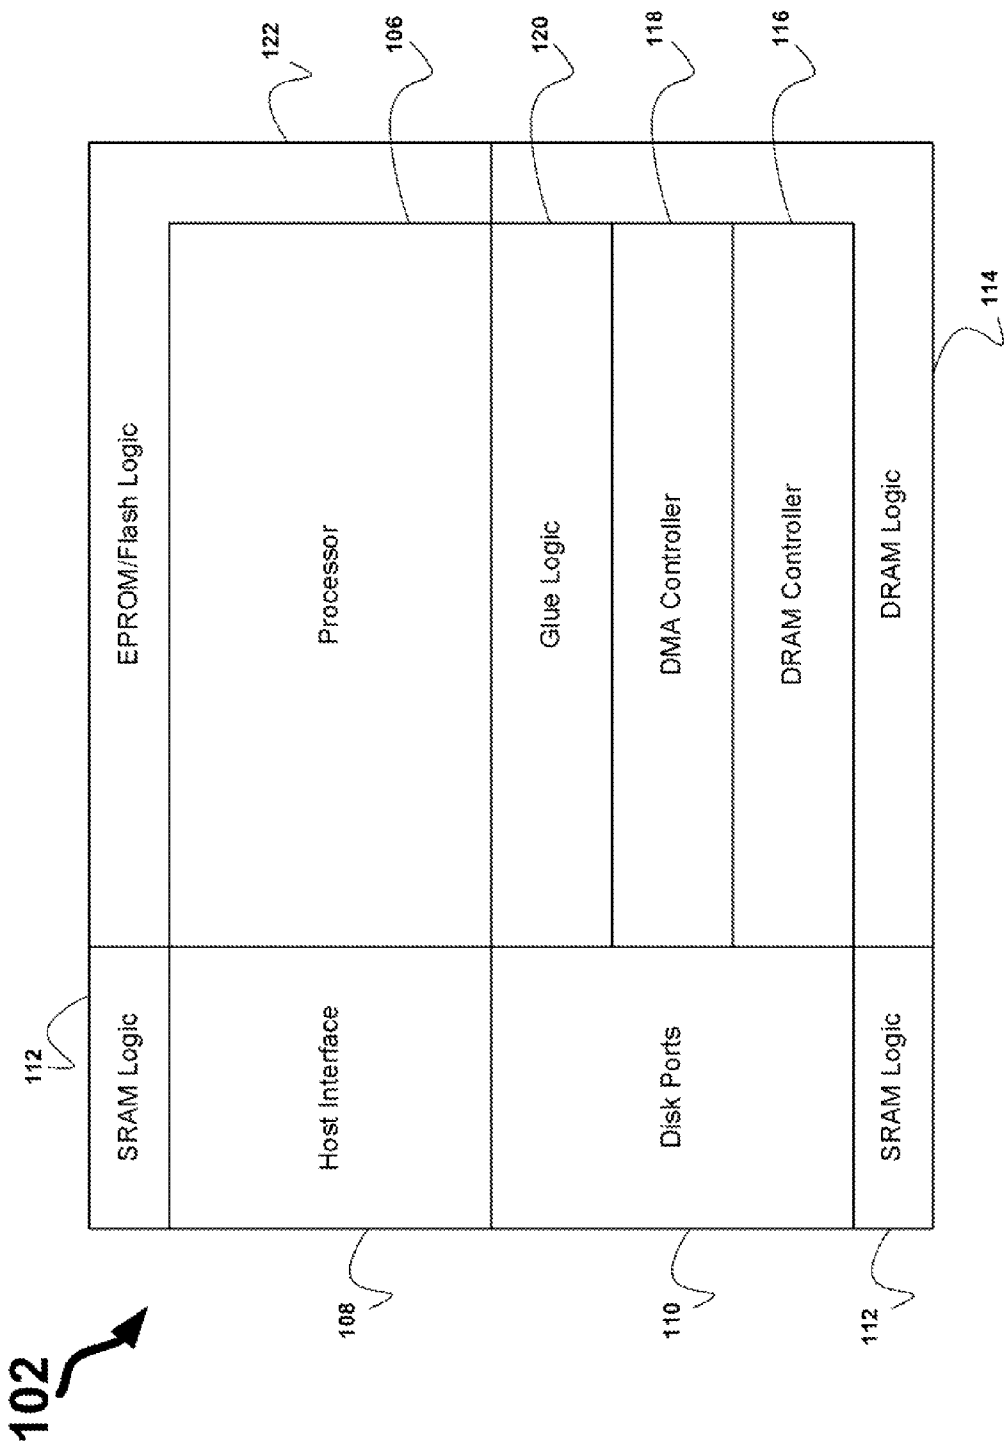 102
112
SRAM Logic
EPROM/Flash Logic
122
108
Host Interface
Processor
106
Glue Logic
120
110
Disk Ports
DMA Controller
118
DRAM Controller
116
112
SRAM Logic
DRAM Logic
114